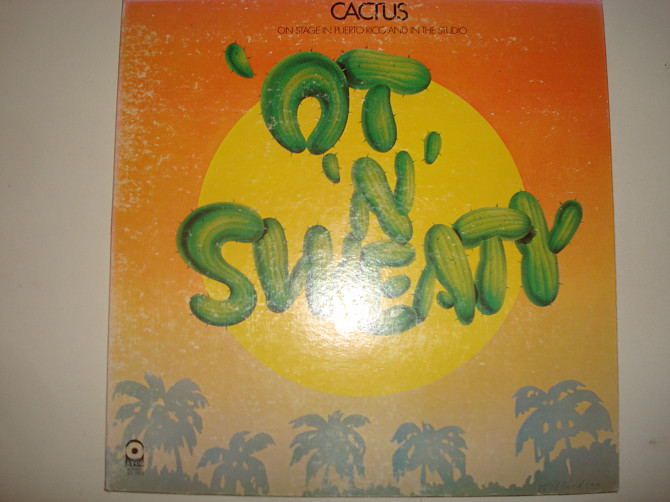 CACTUS
ON STAGE IN PUERTO RICO AND IN THE STUDIO
'OT
'N'
SWEATY